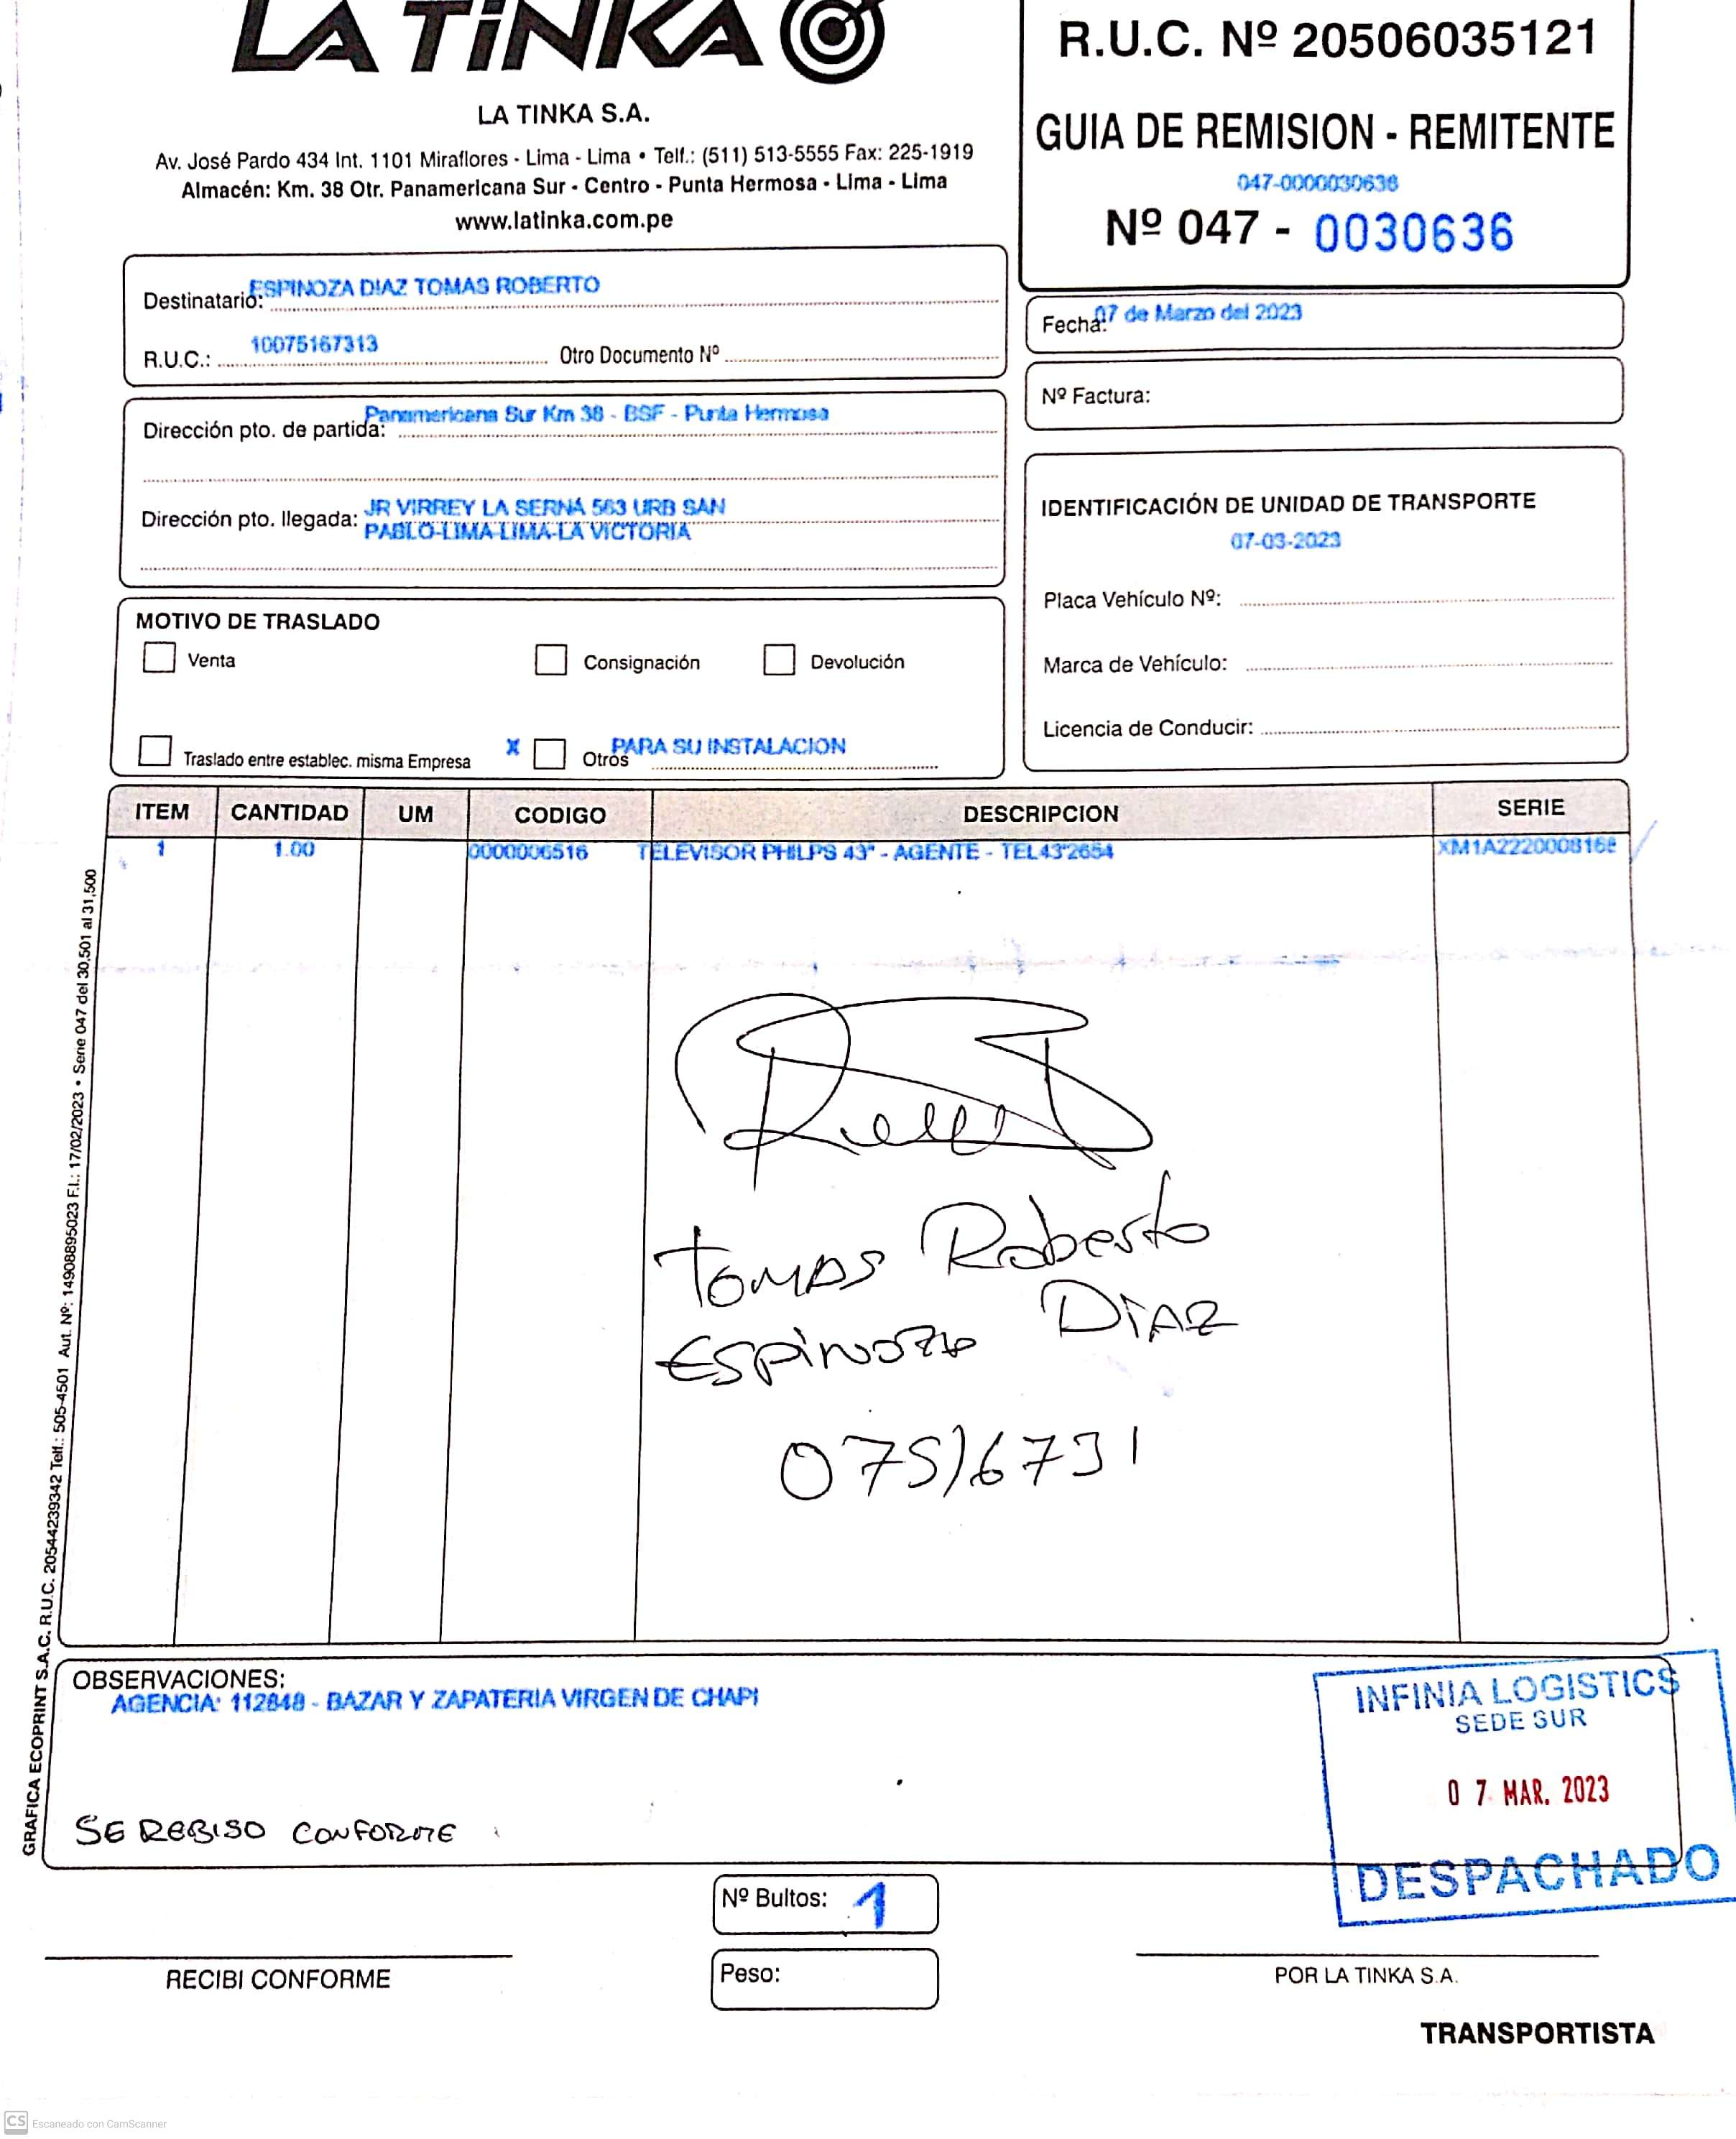 LA TINKA
LA TINKA S.A.
Av. José Pardo 434 Int. 1101 Miraflores - Lima - Lima • Telf.: (511) 513-5555 Fax: 225-1919
Almacén: Km. 38 Otr. Panamericana Sur - Centro - Punta Hermosa - Lima - Lima
www.latinka.com.pe
R.U.C. Nº 20506035121
GUIA DE REMISION - REMITENTE
047-0000030636
Nº 047 - 0030636
Destinatario: ESPINOZA DIAZ TOMAS ROBERTO
R.U.C.: 10075167313 Otro Documento Nº
Fecha: 07 de Marzo del 2023
Nº Factura:
Dirección pto. de partida: Panamericana Sur Km 38 - BSF - Punta Hermosa
Dirección pto. llegada: JR VIRREY LA SERNA 563 URB SAN
PABLO-LIMA-LIMA-LA VICTORIA
IDENTIFICACIÓN DE UNIDAD DE TRANSPORTE
07-03-2023
Placa Vehículo Nº:
Marca de Vehículo:
Licencia de Conducir:
MOTIVO DE TRASLADO
Venta Consignación Devolución
Traslado entre establec. misma Empresa X Otros PARA SU INSTALACION
ITEM CANTIDAD UM CODIGO DESCRIPCION SERIE
1 1.00 0000006516 TELEVISOR PHILPS 43" - AGENTE - TEL43'2654 XM1A2220008168
Tomas Roberto
Espinoza Diaz
07516731
GRAFICA ECOPRINT S.A.C. R.U.C. 20544239342 Telf.: 505-4501 Aut. Nº: 14908895023 F.I.: 17/02/2023 • Serie 047 del 30,501 al 31,500
OBSERVACIONES:
AGENCIA: 112848 - BAZAR Y ZAPATERIA VIRGEN DE CHAPI
SE REBISO CONFORME
INFINIA LOGISTICS
SEDE SUR
07 MAR. 2023
DESPACHADO
Nº Bultos: 1
Peso:
RECIBI CONFORME
POR LA TINKA S.A.
TRANSPORTISTA
CS Escaneado con CamScanner